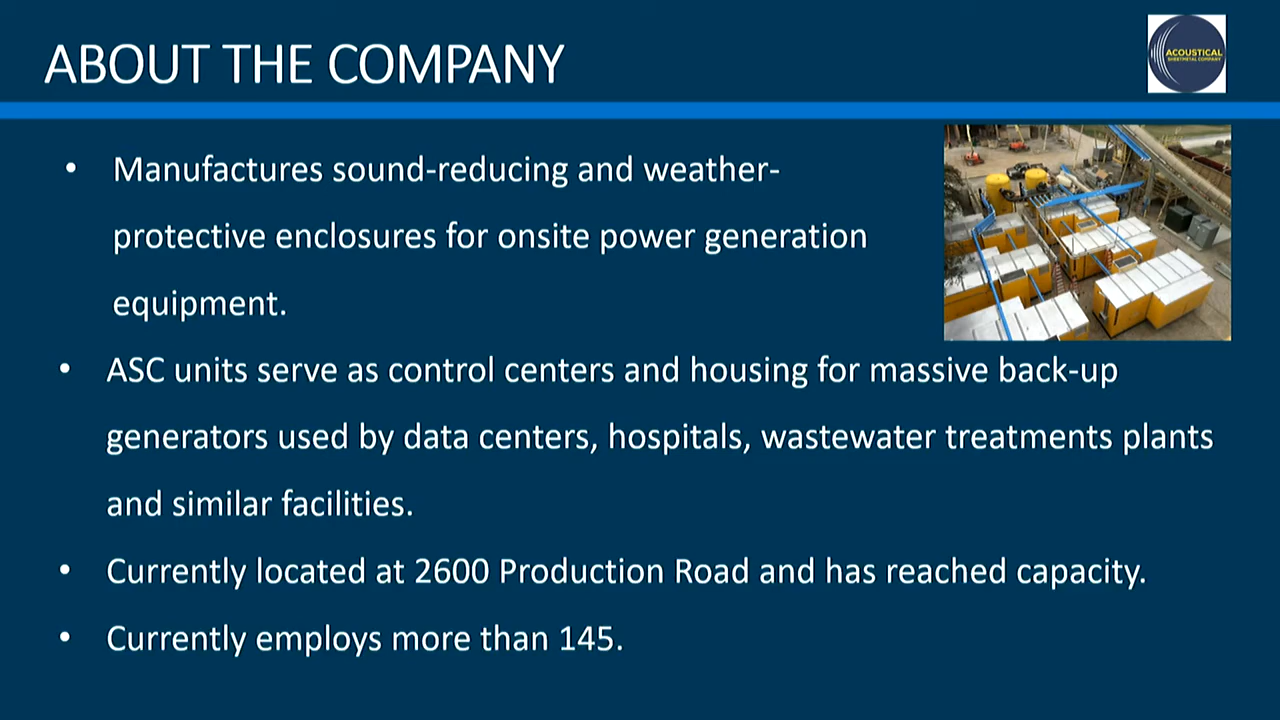 ABOUT THE COMPANY
ACOUSTICAL
SHEETMETAL COMPANY
• Manufactures sound-reducing and weather-
protective enclosures for onsite power generation
equipment.
• ASC units serve as control centers and housing for massive back-up
generators used by data centers, hospitals, wastewater treatments plants
and similar facilities.
• Currently located at 2600 Production Road and has reached capacity.
• Currently employs more than 145.